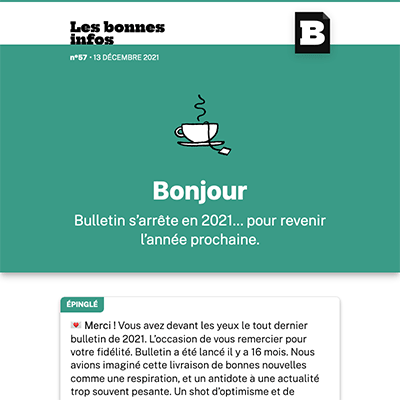 Les bonnes
infos
B
n°57 • 13 DÉCEMBRE 2021
Bonjour
Bulletin s'arrête en 2021... pour revenir
l'année prochaine.
ÉPINGLÉ
💌 Merci ! Vous avez devant les yeux le tout dernier
bulletin de 2021. L'occasion de vous remercier pour
votre fidélité. Bulletin a été lancé il y a 16 mois. Nous
avions imaginé cette livraison de bonnes nouvelles
comme une respiration, et un antidote à une actualité
trop souvent pesante. Un shot d'optimisme et de